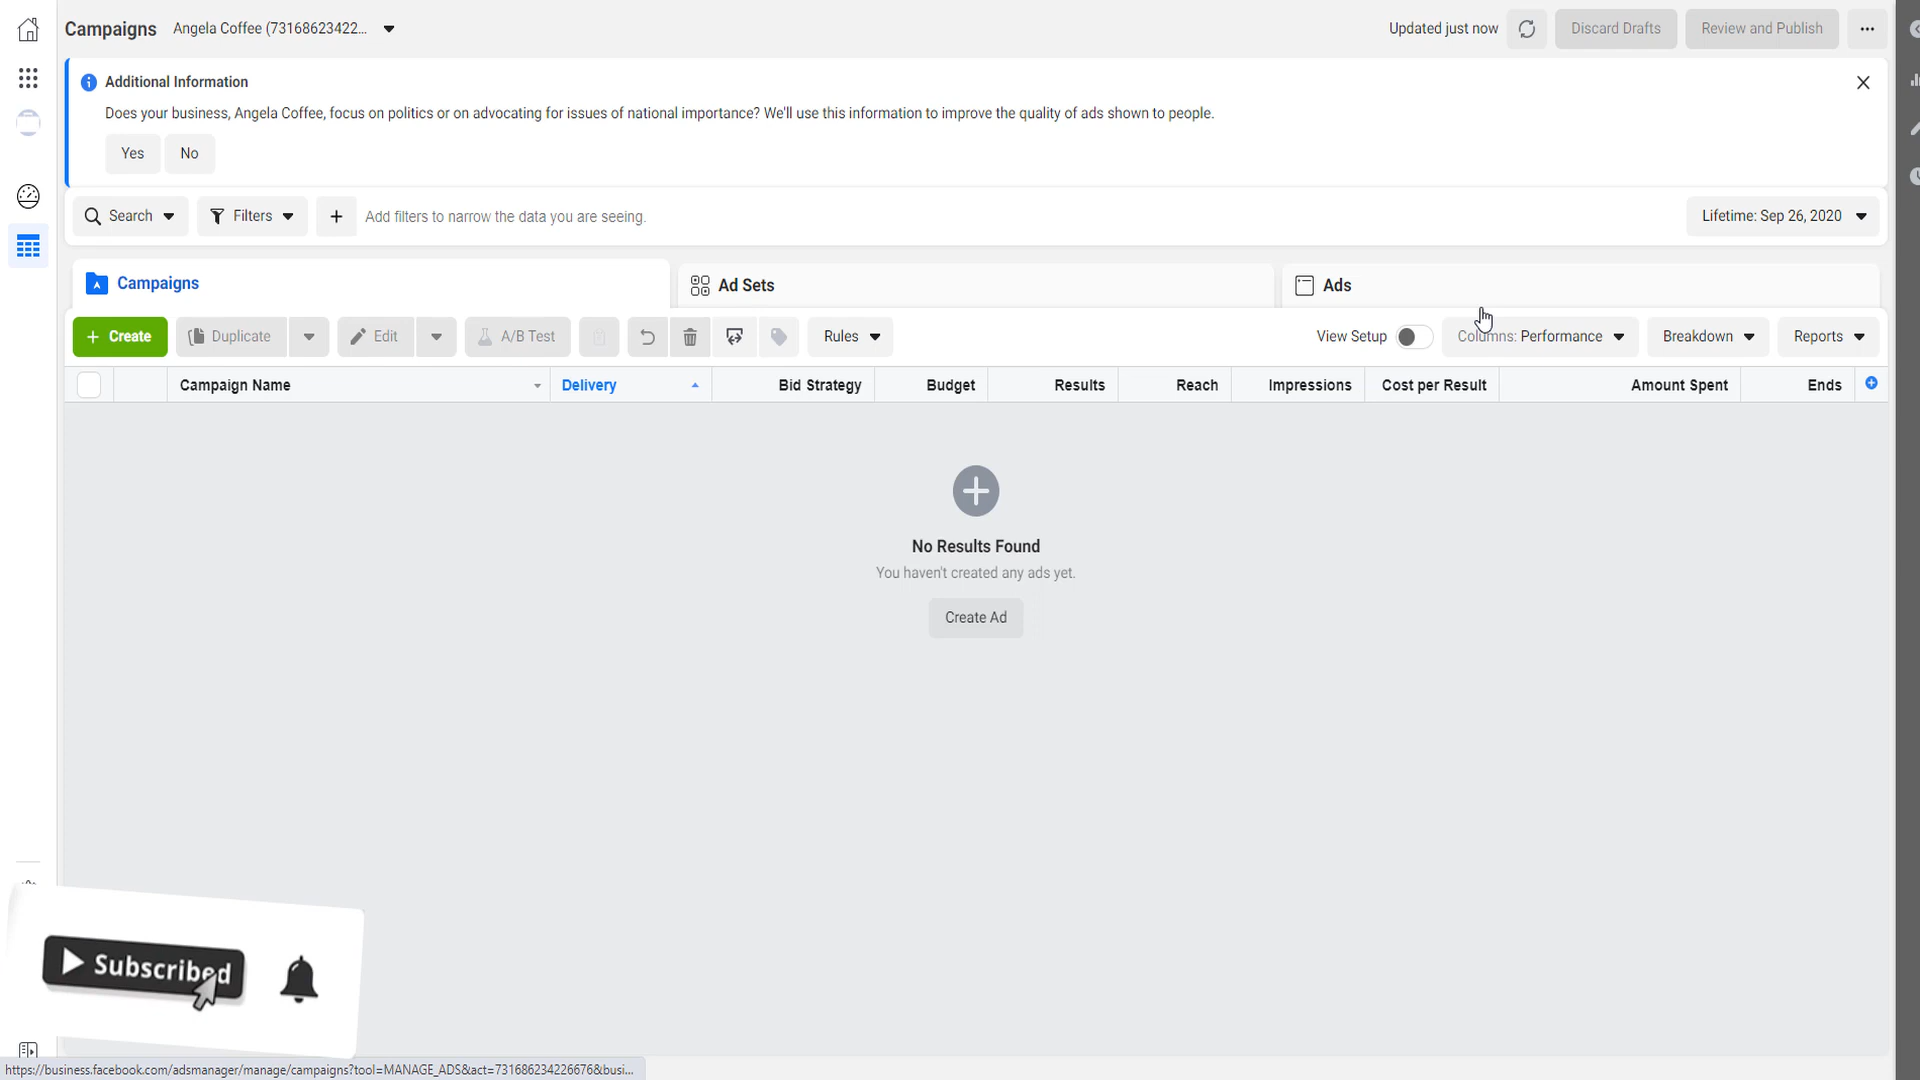 Campaigns
Angela Coffee (73168623422...
Updated just now
Discard Drafts
Review and Publish
Additional Information
Does your business, Angela Coffee, focus on politics or on advocating for issues of national importance? We'll use this information to improve the quality of ads shown to people.
Yes
No
Search
Filters
Add filters to narrow the data you are seeing.
Lifetime: Sep 26, 2020
Campaigns
Ad Sets
Ads
Create
Duplicate
Edit
A/B Test
Rules
View Setup
Columns: Performance
Breakdown
Reports
Campaign Name
Delivery
Bid Strategy
Budget
Results
Reach
Impressions
Cost per Result
Amount Spent
Ends
No Results Found
You haven't created any ads yet.
Create Ad
Subscribed
https://business.facebook.com/adsmanager/manage/campaigns?tool=MANAGE_ADS&act=731686234226676&busi...